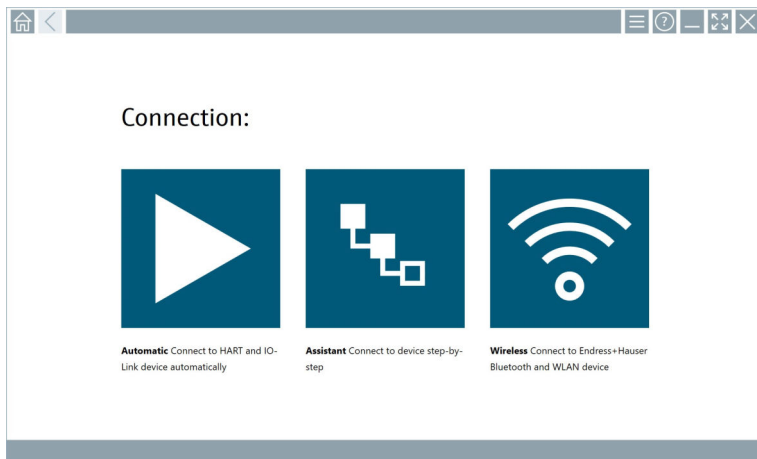 Connection:
Automatic Connect to HART and IO-
Link device automatically
Assistant Connect to device step-by-
step
Wireless Connect to Endress+Hauser
Bluetooth and WLAN device